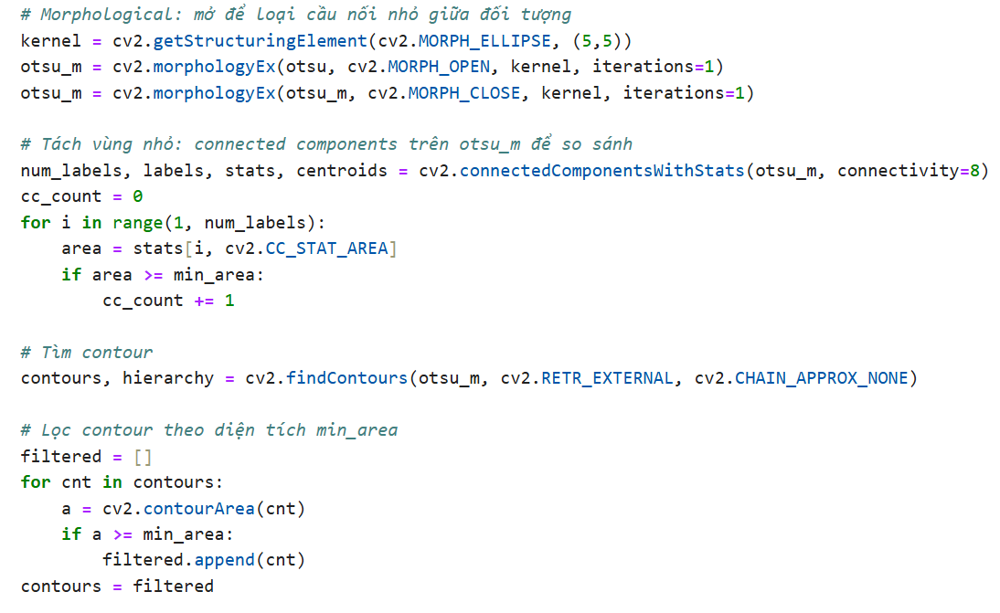 # Morphological: mở để loại cầu nối nhỏ giữa đối tượng
kernel = cv2.getStructuringElement(cv2.MORPH_ELLIPSE, (5,5))
otsu_m = cv2.morphologyEx(otsu, cv2.MORPH_OPEN, kernel, iterations=1)
otsu_m = cv2.morphologyEx(otsu_m, cv2.MORPH_CLOSE, kernel, iterations=1)

# Tách vùng nhỏ: connected components trên otsu_m để so sánh
num_labels, labels, stats, centroids = cv2.connectedComponentsWithStats(otsu_m, connectivity=8)
cc_count = 0
for i in range(1, num_labels):
    area = stats[i, cv2.CC_STAT_AREA]
    if area >= min_area:
        cc_count += 1

# Tìm contour
contours, hierarchy = cv2.findContours(otsu_m, cv2.RETR_EXTERNAL, cv2.CHAIN_APPROX_NONE)

# Lọc contour theo diện tích min_area
filtered = []
for cnt in contours:
    a = cv2.contourArea(cnt)
    if a >= min_area:
        filtered.append(cnt)
contours = filtered